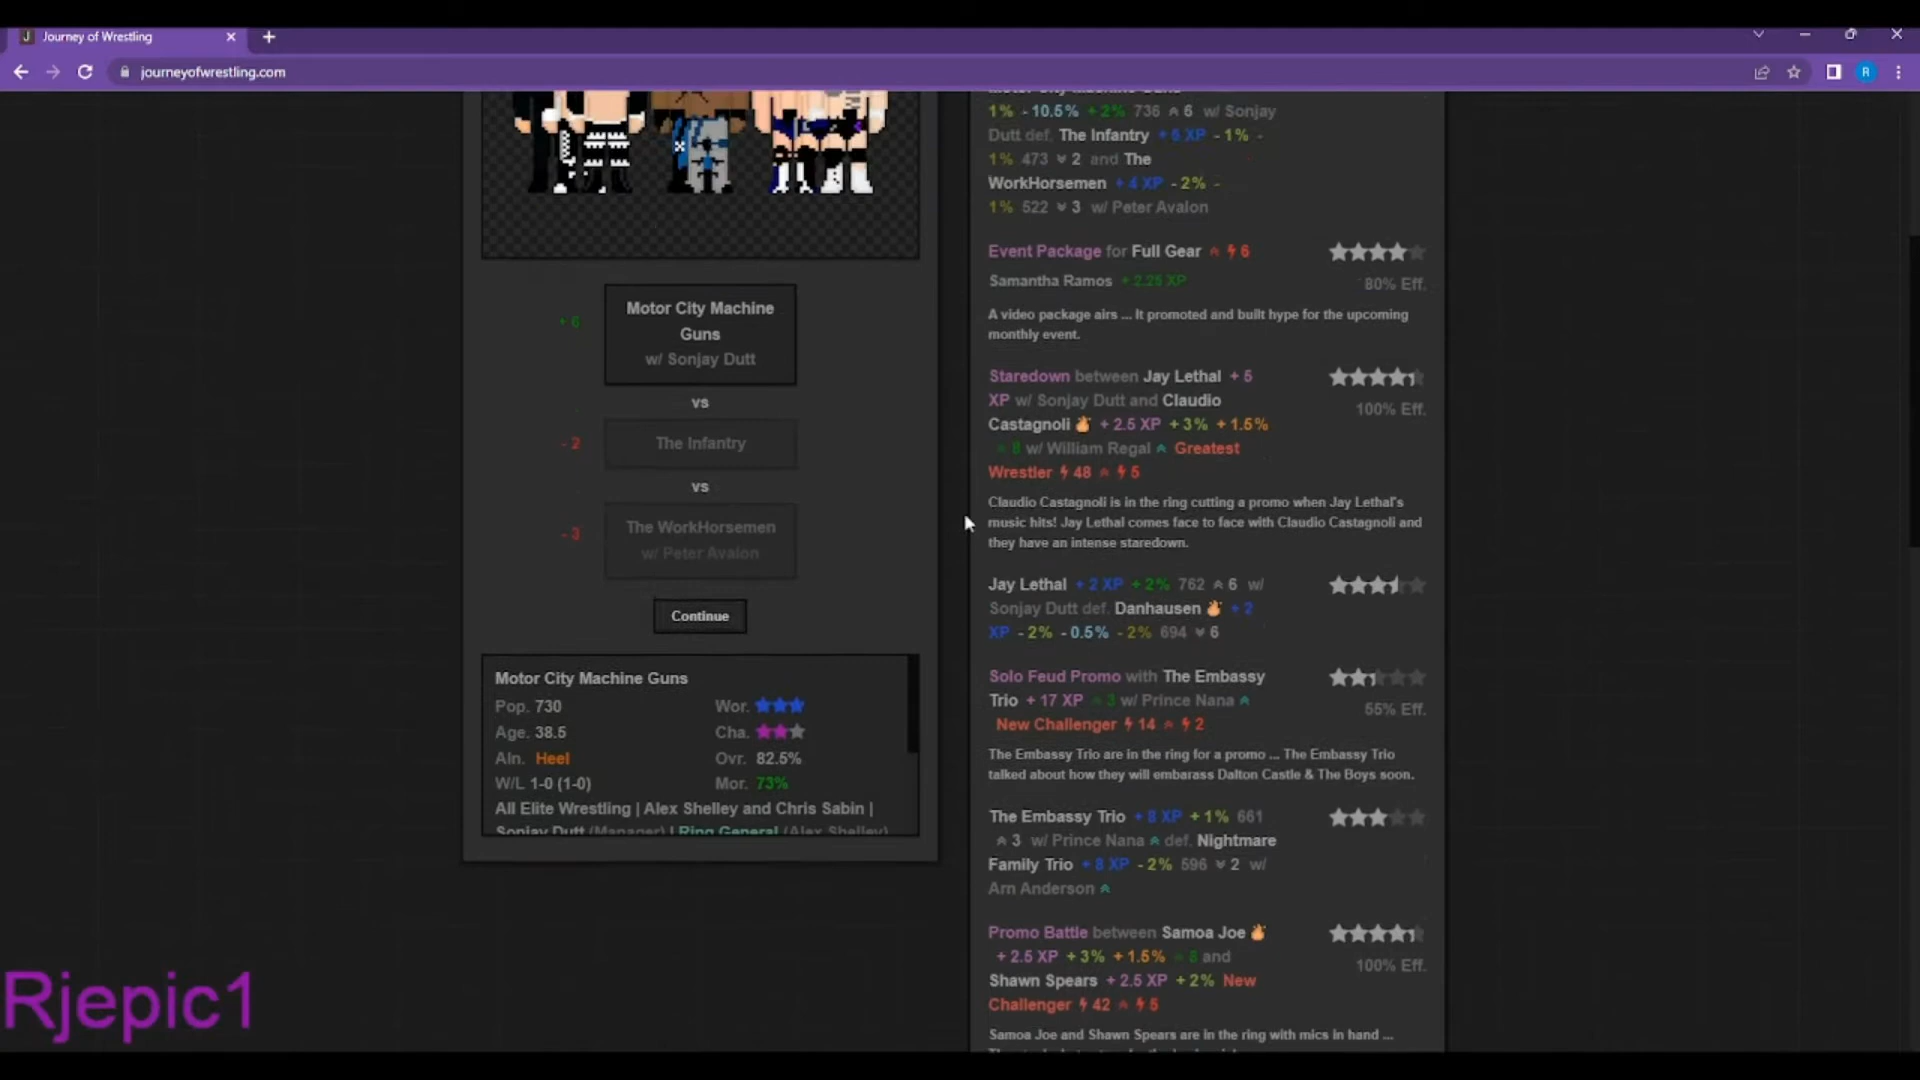 Journey of Wrestling
journeyofwrestling.com
R
+ 6
Motor City Machine
Guns
w/ Sonjay Dutt
vs
- 2
The Infantry
vs
- 3
The WorkHorsemen
w/ Peter Avalon
Continue
Motor City Machine Guns
Pop. 730
Wor.
Age. 38.5
Cha.
Aln. Heel
Ovr. 82.5%
W/L 1-0 (1-0)
Mor. 73%
All Elite Wrestling | Alex Shelley and Chris Sabin |
Sonjay Dutt (Manager) | Ring General (Alex Shelley)
1% - 10.5% + 2% 736 6 w/ Sonjay
Dutt def. The Infantry + 6 XP - 1% -
1% 473 2 and The
WorkHorsemen + 4 XP - 2% -
1% 522 3 w/ Peter Avalon
Event Package for Full Gear 6
Samantha Ramos + 2.25 XP
80% Eff.
A video package airs ... It promoted and built hype for the upcoming
monthly event.
Staredown between Jay Lethal + 5
XP w/ Sonjay Dutt and Claudio
100% Eff.
Castagnoli + 2.5 XP + 3% + 1.5%
8 w/ William Regal Greatest
Wrestler 48 5
Claudio Castagnoli is in the ring cutting a promo when Jay Lethal's
music hits! Jay Lethal comes face to face with Claudio Castagnoli and
they have an intense staredown.
Jay Lethal + 2 XP + 2% 762 6 w/
Sonjay Dutt def. Danhausen + 2
XP - 2% - 0.5% - 2% 694 6
Solo Feud Promo with The Embassy
Trio + 17 XP 3 w/ Prince Nana
55% Eff.
New Challenger 14 2
The Embassy Trio are in the ring for a promo ... The Embassy Trio
talked about how they will embarass Dalton Castle & The Boys soon.
The Embassy Trio + 8 XP + 1% 661
3 w/ Prince Nana def. Nightmare
Family Trio + 8 XP - 2% 596 2 w/
Arn Anderson
Promo Battle between Samoa Joe
+ 2.5 XP + 3% + 1.5% 8 and
100% Eff.
Shawn Spears + 2.5 XP + 2% New
Challenger 42 5
Samoa Joe and Shawn Spears are in the ring with mics in hand ...
Rjepic1